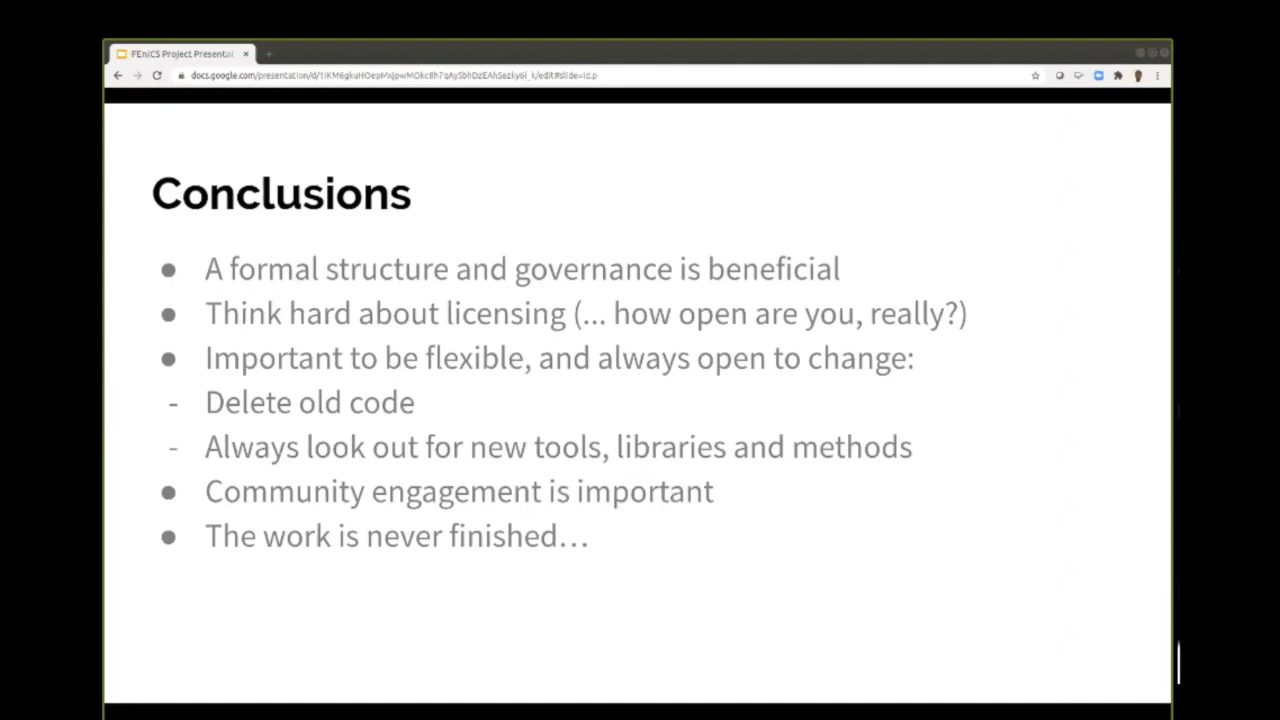 FEniCS Project Presentat
Conclusions
● A formal structure and governance is beneficial
● Think hard about licensing (... how open are you, really?)
● Important to be flexible, and always open to change:
- Delete old code
- Always look out for new tools, libraries and methods
● Community engagement is important
● The work is never finished…